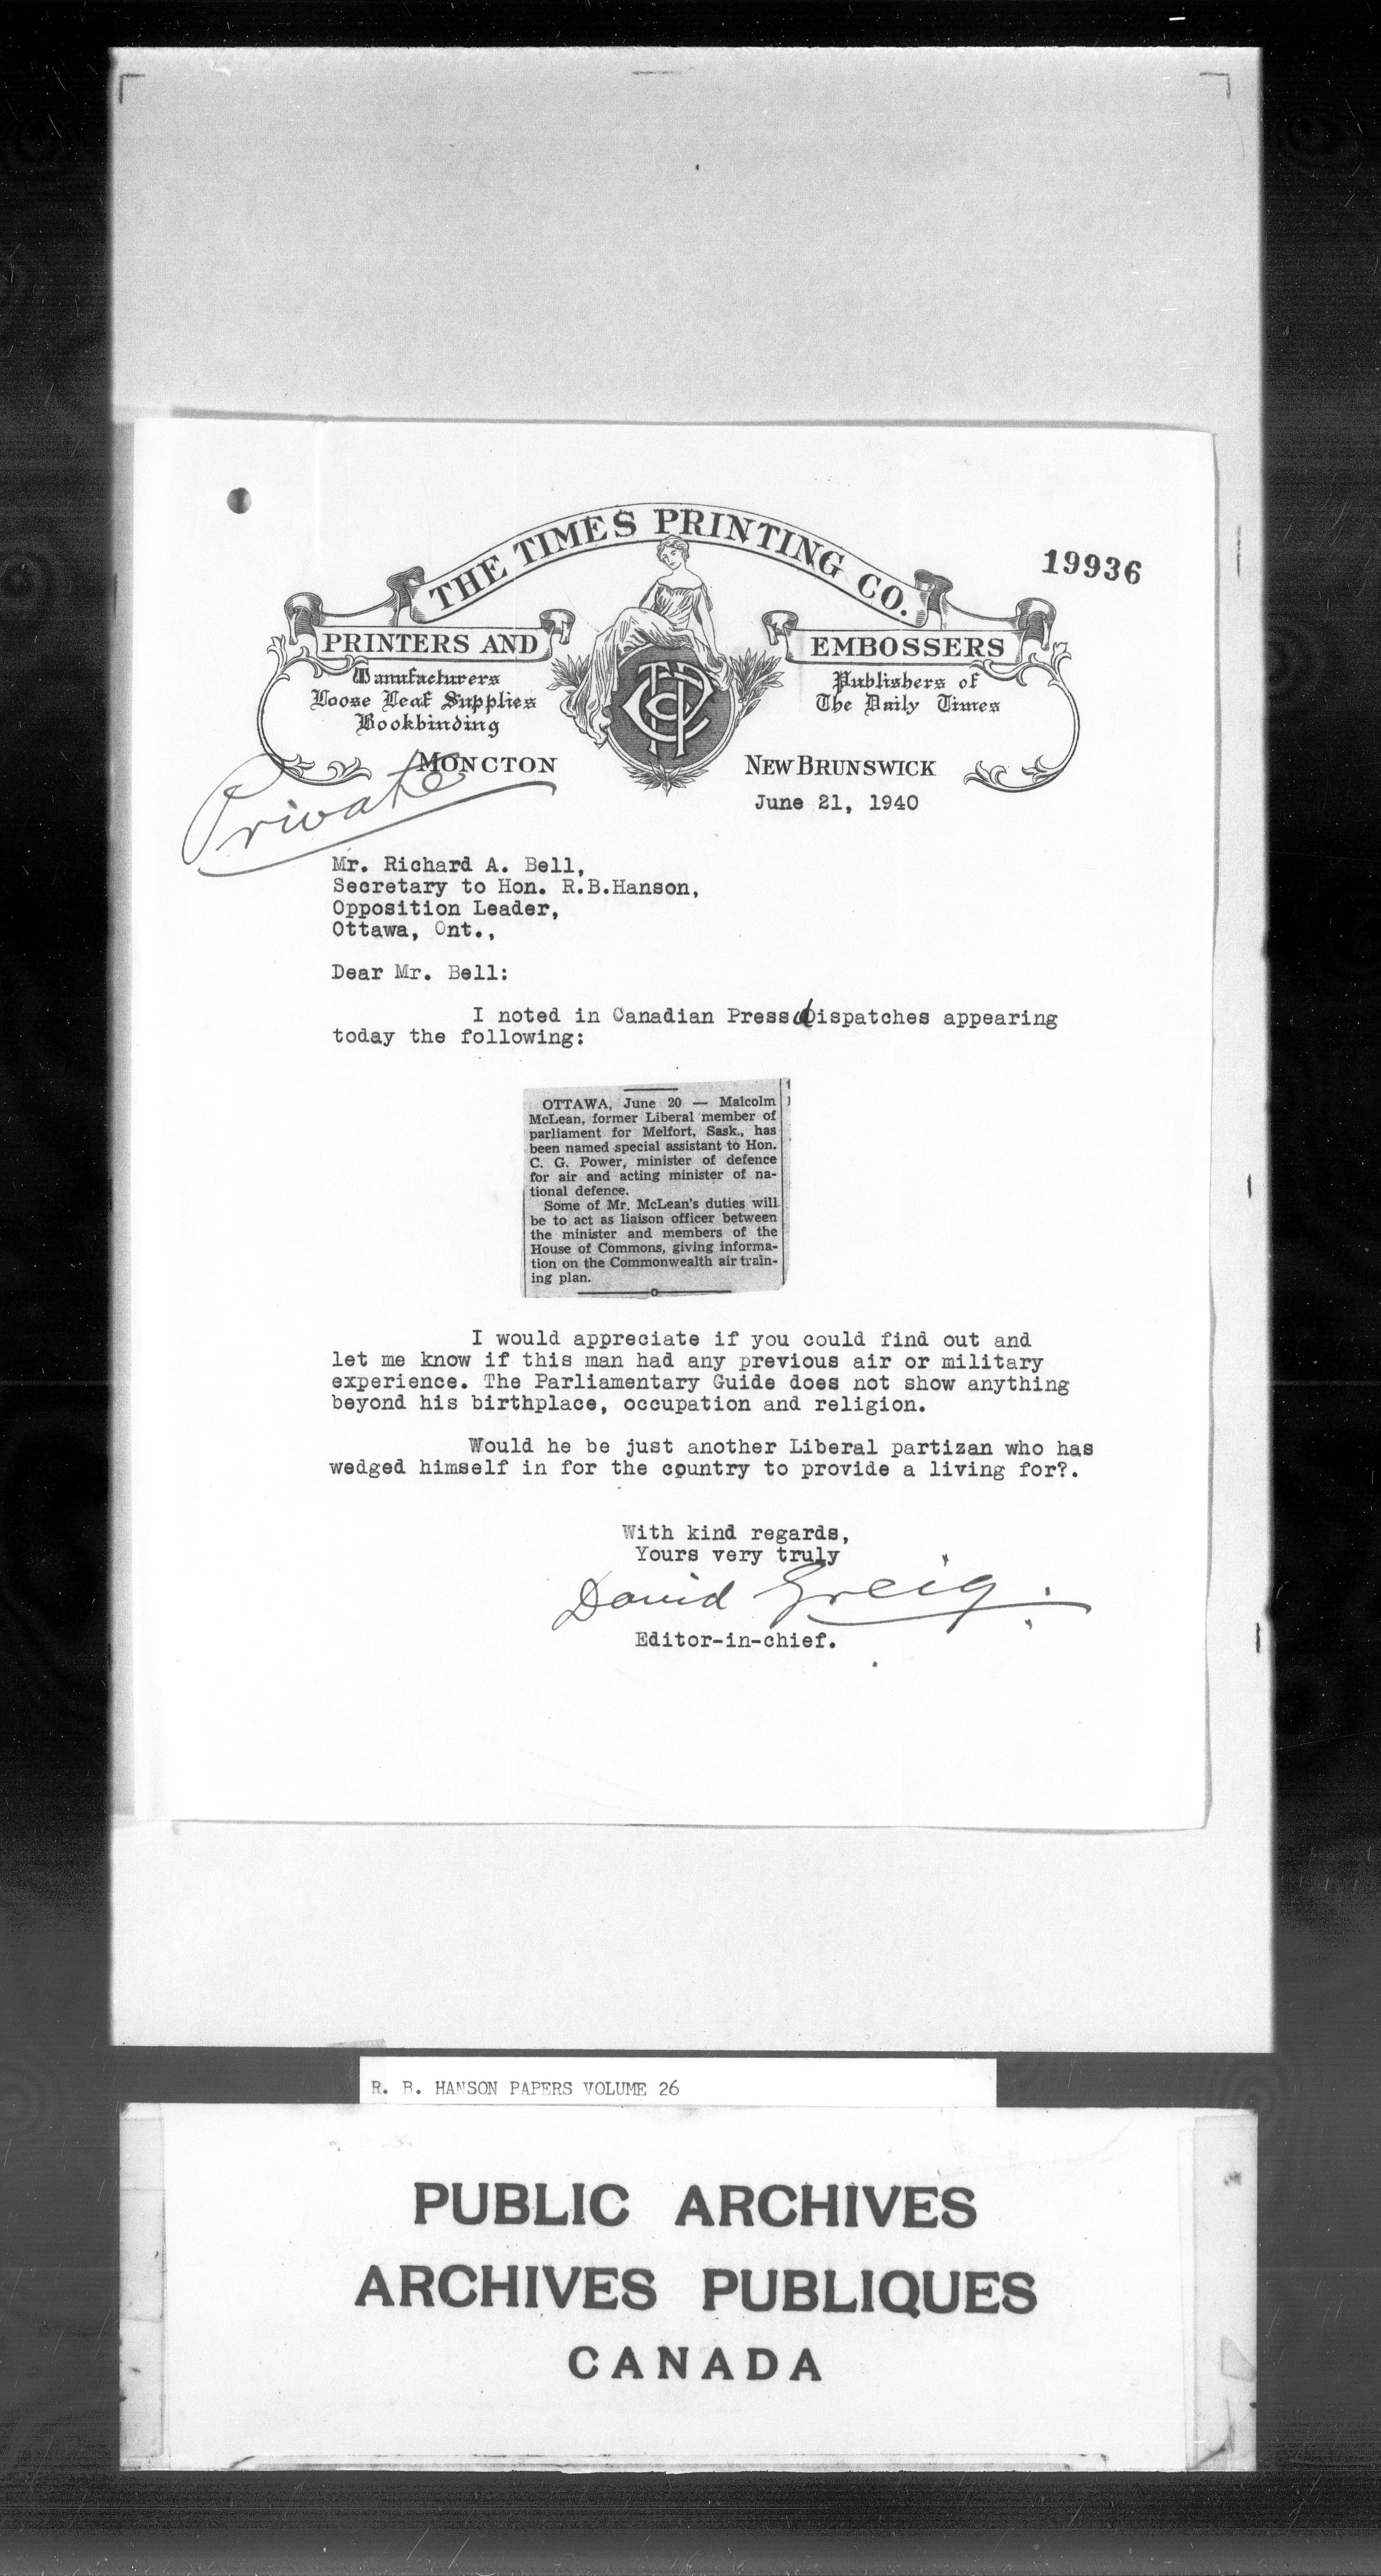 THE TIMES PRINTING CO.
19936
PRINTERS AND EMBOSSERS
Manufacturers
Loose Leaf Supplies
Bookbinding
Publishers of
The Daily Times
TPCo
MONCTON NEW BRUNSWICK
Private
June 21, 1940
Mr. Richard A. Bell,
Secretary to Hon. R.B.Hanson,
Opposition Leader,
Ottawa, Ont.,
Dear Mr. Bell:
I noted in Canadian Press dispatches appearing
today the following:
OTTAWA, June 20 — Malcolm
McLean, former Liberal member of
parliament for Melfort, Sask., has
been named special assistant to Hon.
C. G. Power, minister of defence
for air and acting minister of na-
tional defence.
Some of Mr. McLean's duties will
be to act as liaison officer between
the minister and members of the
House of Commons, giving informa-
tion on the Commonwealth air train-
ing plan.
I would appreciate if you could find out and
let me know if this man had any previous air or military
experience. The Parliamentary Guide does not show anything
beyond his birthplace, occupation and religion.
Would he be just another Liberal partizan who has
wedged himself in for the country to provide a living for?.
With kind regards,
Yours very truly
David Greig.
Editor-in-chief.
R. B. HANSON PAPERS VOLUME 26
PUBLIC ARCHIVES
ARCHIVES PUBLIQUES
CANADA